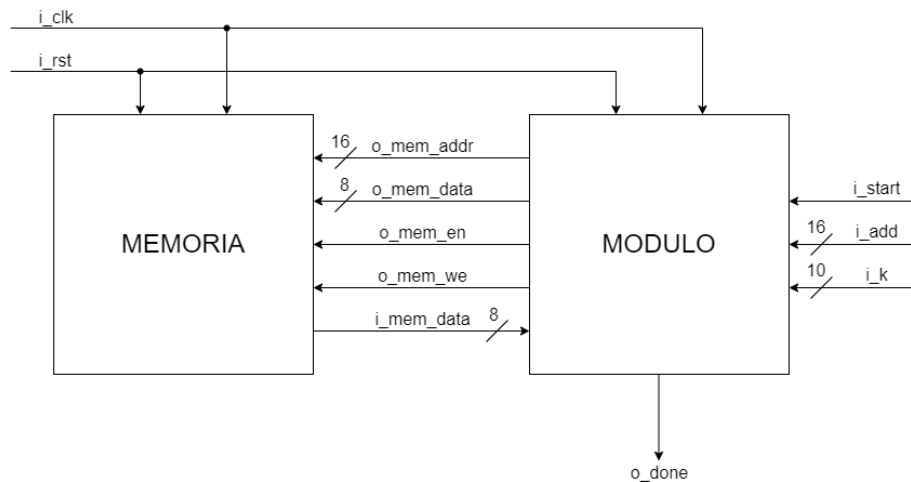 i_clk
i_rst
16 o_mem_addr
8 o_mem_data
i_start
MEMORIA
o_mem_en
MODULO
16 i_add
o_mem_we
10 i_k
i_mem_data 8
o_done